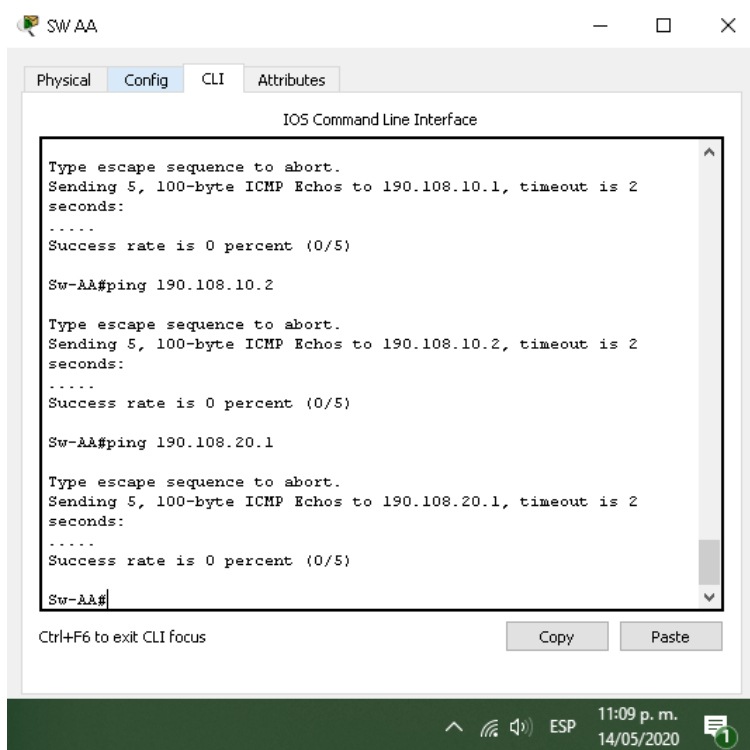 SW AA
Physical Config CLI Attributes
IOS Command Line Interface
Type escape sequence to abort.
Sending 5, 100-byte ICMP Echos to 190.108.10.1, timeout is 2
seconds:
.....
Success rate is 0 percent (0/5)
Sw-AA#ping 190.108.10.2
Type escape sequence to abort.
Sending 5, 100-byte ICMP Echos to 190.108.10.2, timeout is 2
seconds:
.....
Success rate is 0 percent (0/5)
Sw-AA#ping 190.108.20.1
Type escape sequence to abort.
Sending 5, 100-byte ICMP Echos to 190.108.20.1, timeout is 2
seconds:
.....
Success rate is 0 percent (0/5)
Sw-AA#
Ctrl+F6 to exit CLI focus Copy Paste
ESP 11:09 p. m.
14/05/2020 1